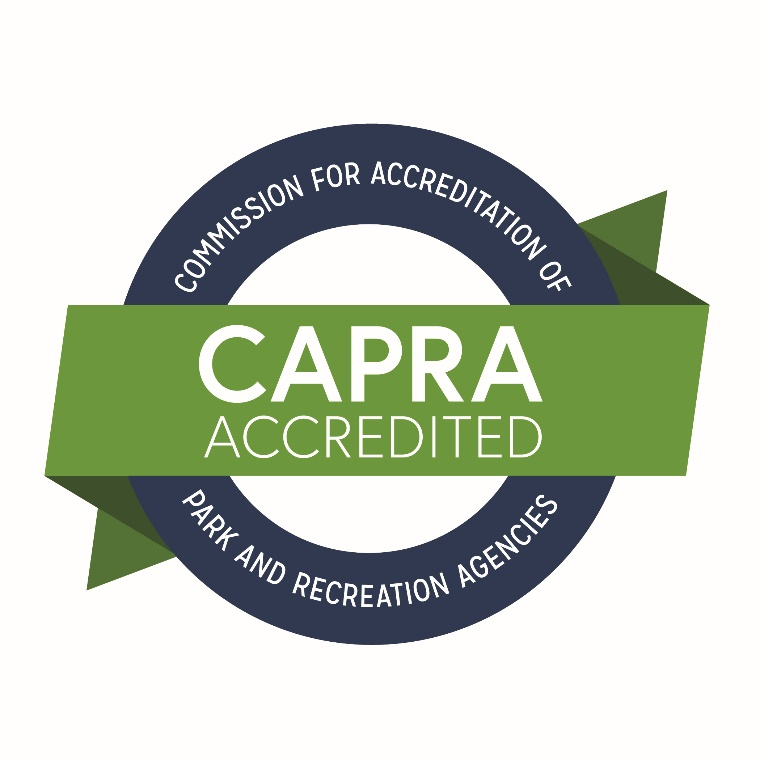 COMMISSION FOR ACCREDITATION OF
CAPRA
ACCREDITED
PARK AND RECREATION AGENCIES